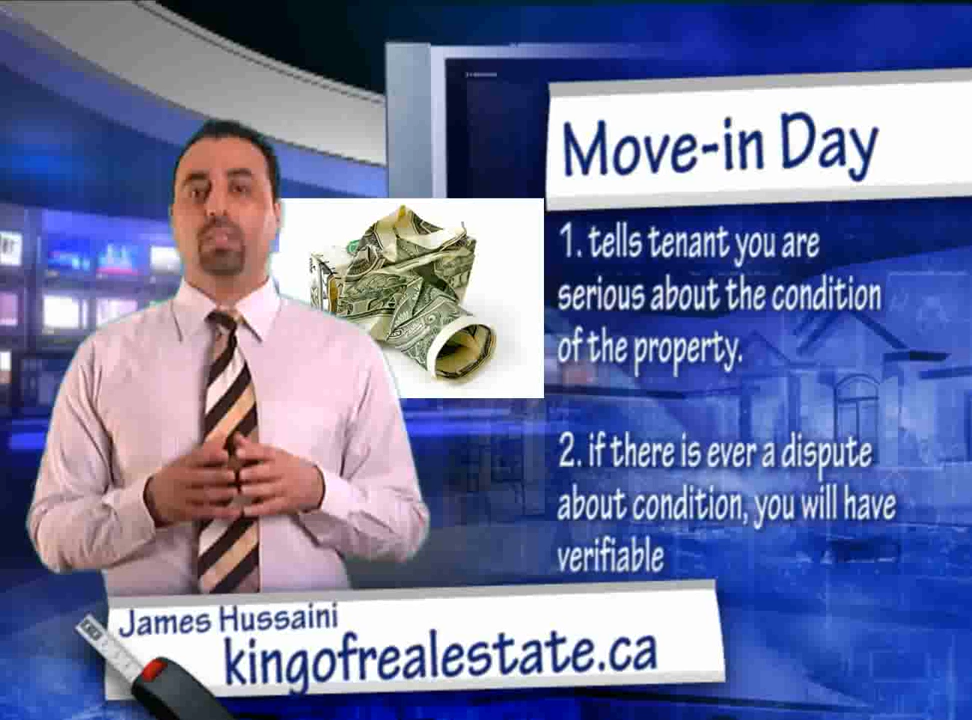 Move-in Day
1. tells tenant you are
serious about the condition
of the property.
2. if there is ever a dispute
about condition, you will have
verifiable
James Hussaini
kingofrealestate.ca